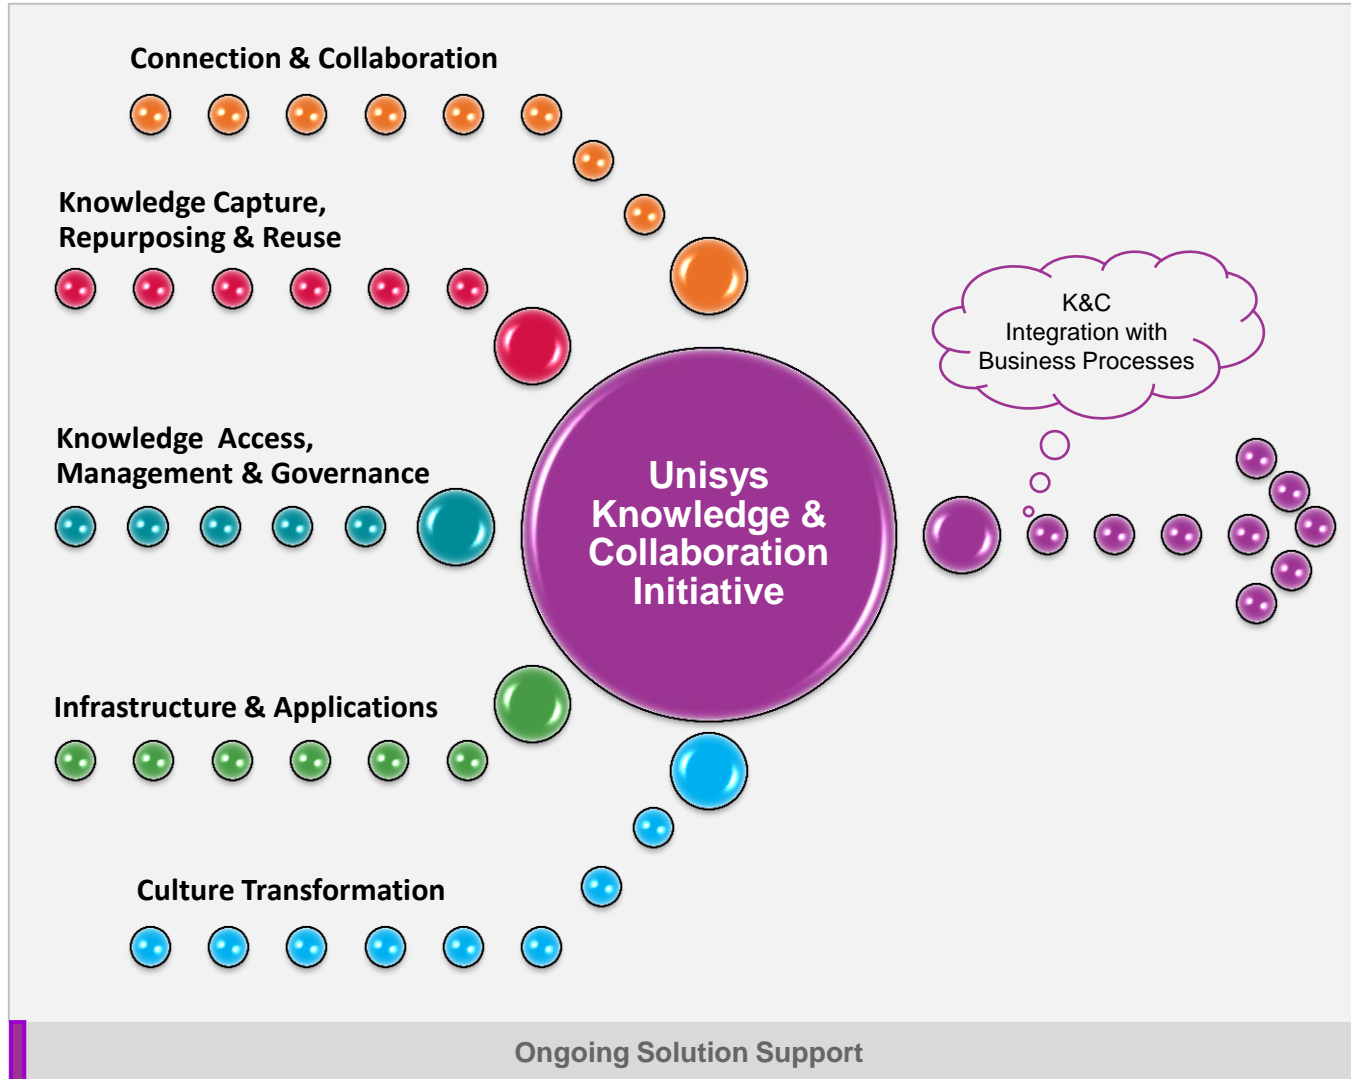 Connection & Collaboration
Knowledge Capture,
Repurposing & Reuse
Knowledge  Access,
Management & Governance
Infrastructure & Applications
Culture Transformation
Unisys
Knowledge &
Collaboration
Initiative
K&C
Integration with
Business Processes
Ongoing Solution Support